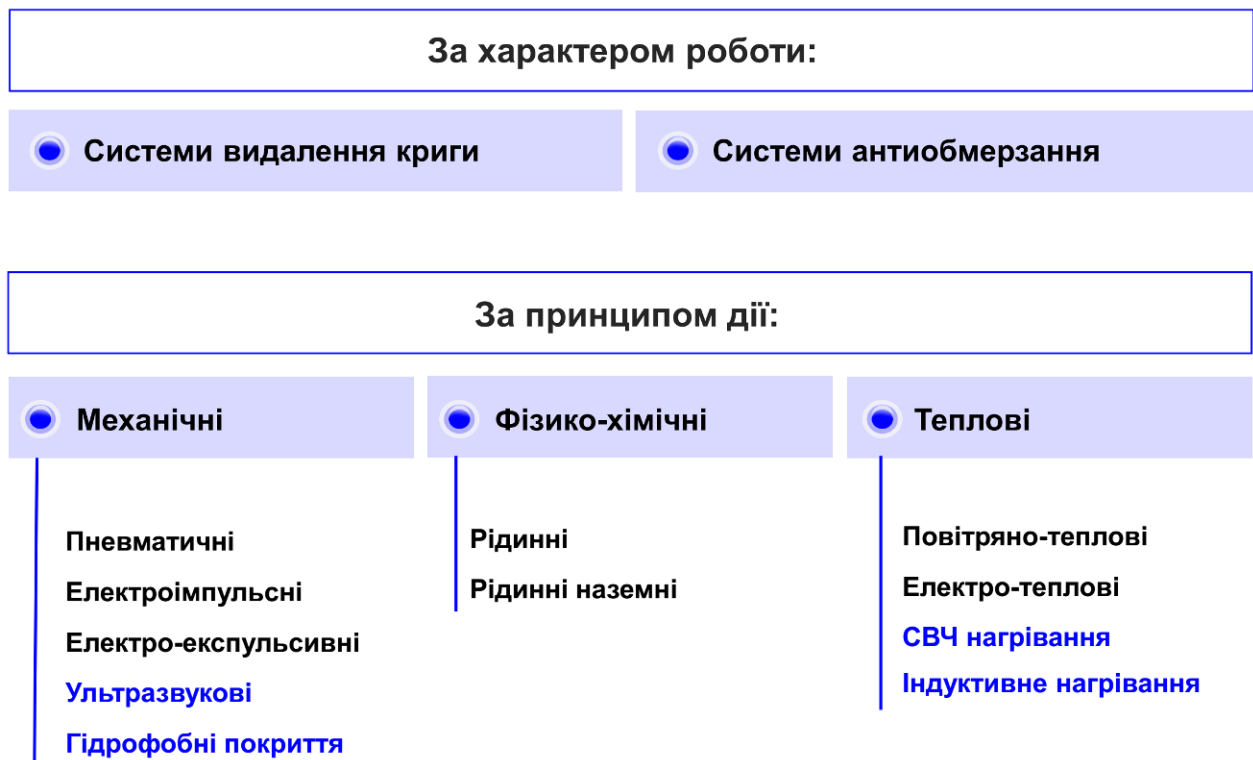 За характером роботи:
Системи видалення криги
Системи антиобмерзання
За принципом дії:
Механічні
Пневматичні
Електроімпульсні
Електро-експульсивні
Ультразвукові
Гідрофобні покриття
Фізико-хімічні
Рідинні
Рідинні наземні
Теплові
Повітряно-теплові
Електро-теплові
СВЧ нагрівання
Індуктивне нагрівання